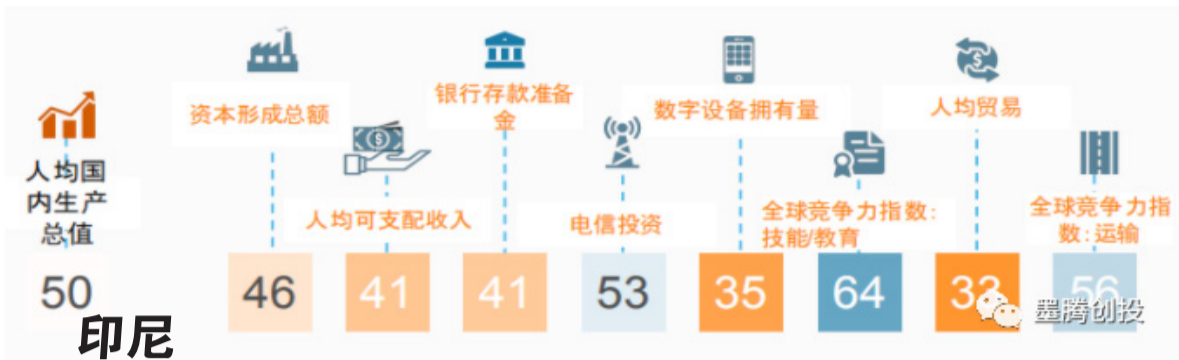 资本形成总额
银行存款准备
金
数字设备拥有量
人均贸易
人均国
内生产
总值
人均可支配收入
电信投资
全球竞争力指数:
技能/教育
全球竞争力指
数:运输
50
46
41
41
53
35
64
33
56
墨腾创投
印尼